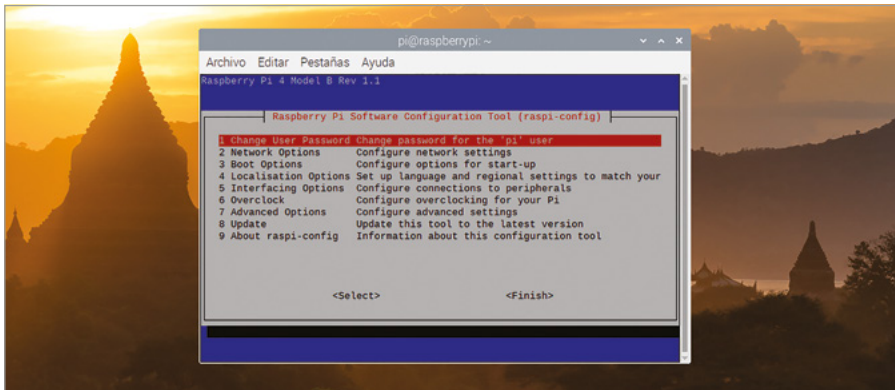 pi@raspberrypi: ~
Archivo Editar Pestañas Ayuda
Raspberry Pi 4 Model B Rev 1.1
Raspberry Pi Software Configuration Tool (raspi-config)
1 Change User Password Change password for the 'pi' user
2 Network Options Configure network settings
3 Boot Options Configure options for start-up
4 Localisation Options Set up language and regional settings to match your
5 Interfacing Options Configure connections to peripherals
6 Overclock Configure overclocking for your Pi
7 Advanced Options Configure advanced settings
8 Update Update this tool to the latest version
9 About raspi-config Information about this configuration tool
<Select> <Finish>